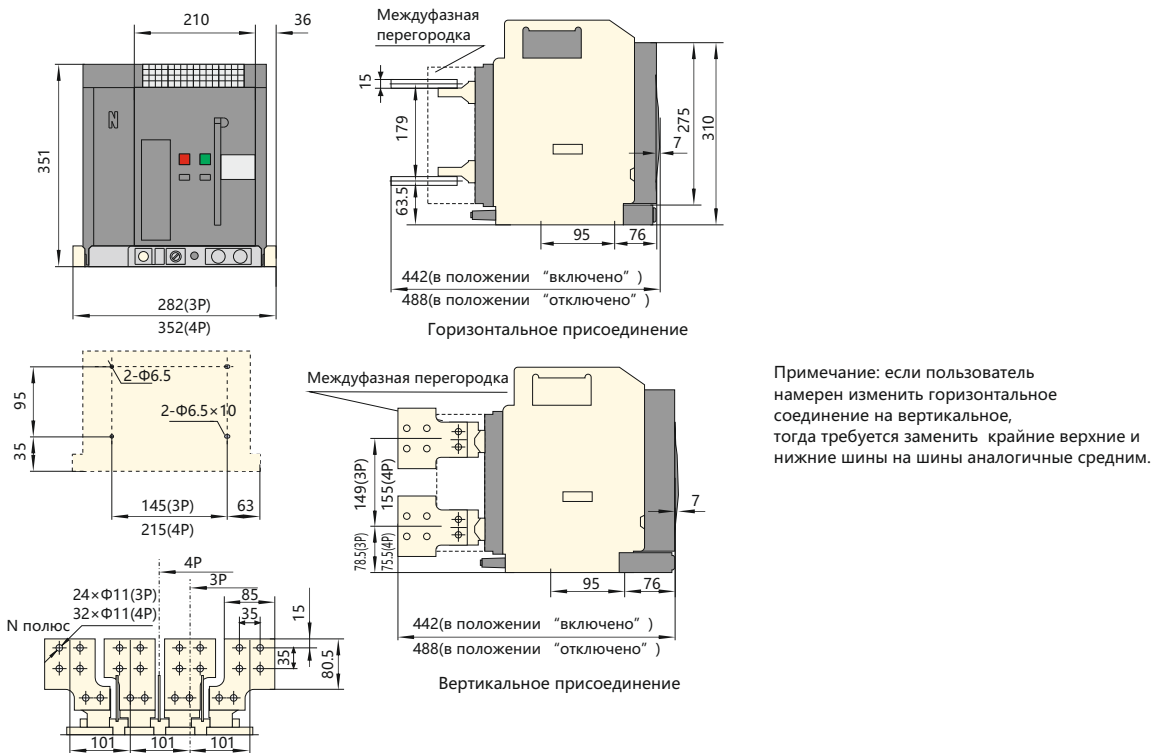 210
36
351
282(3P)
352(4P)
Междуфазная
перегородка
15
179
63.5
275
310
7
95
76
442(в положении “включено”)
488(в положении “отключено”)
Горизонтальное присоединение
2-Ф6.5
2-Ф6.5×10
95
35
145(3P)
215(4P)
63
Междуфазная перегородка
149(3P)
155(4P)
78.5(3P)
75.5(4P)
7
95
76
442(в положении “включено”)
488(в положении “отключено”)
Вертикальное присоединение
Примечание: если пользователь
намерен изменить горизонтальное
соединение на вертикальное,
тогда требуется заменить крайние верхние и
нижние шины на шины аналогичные средним.
4P
3P
24×Ф11(3P)
32×Ф11(4P)
85
35
15
N полюс
35
80.5
101
101
101